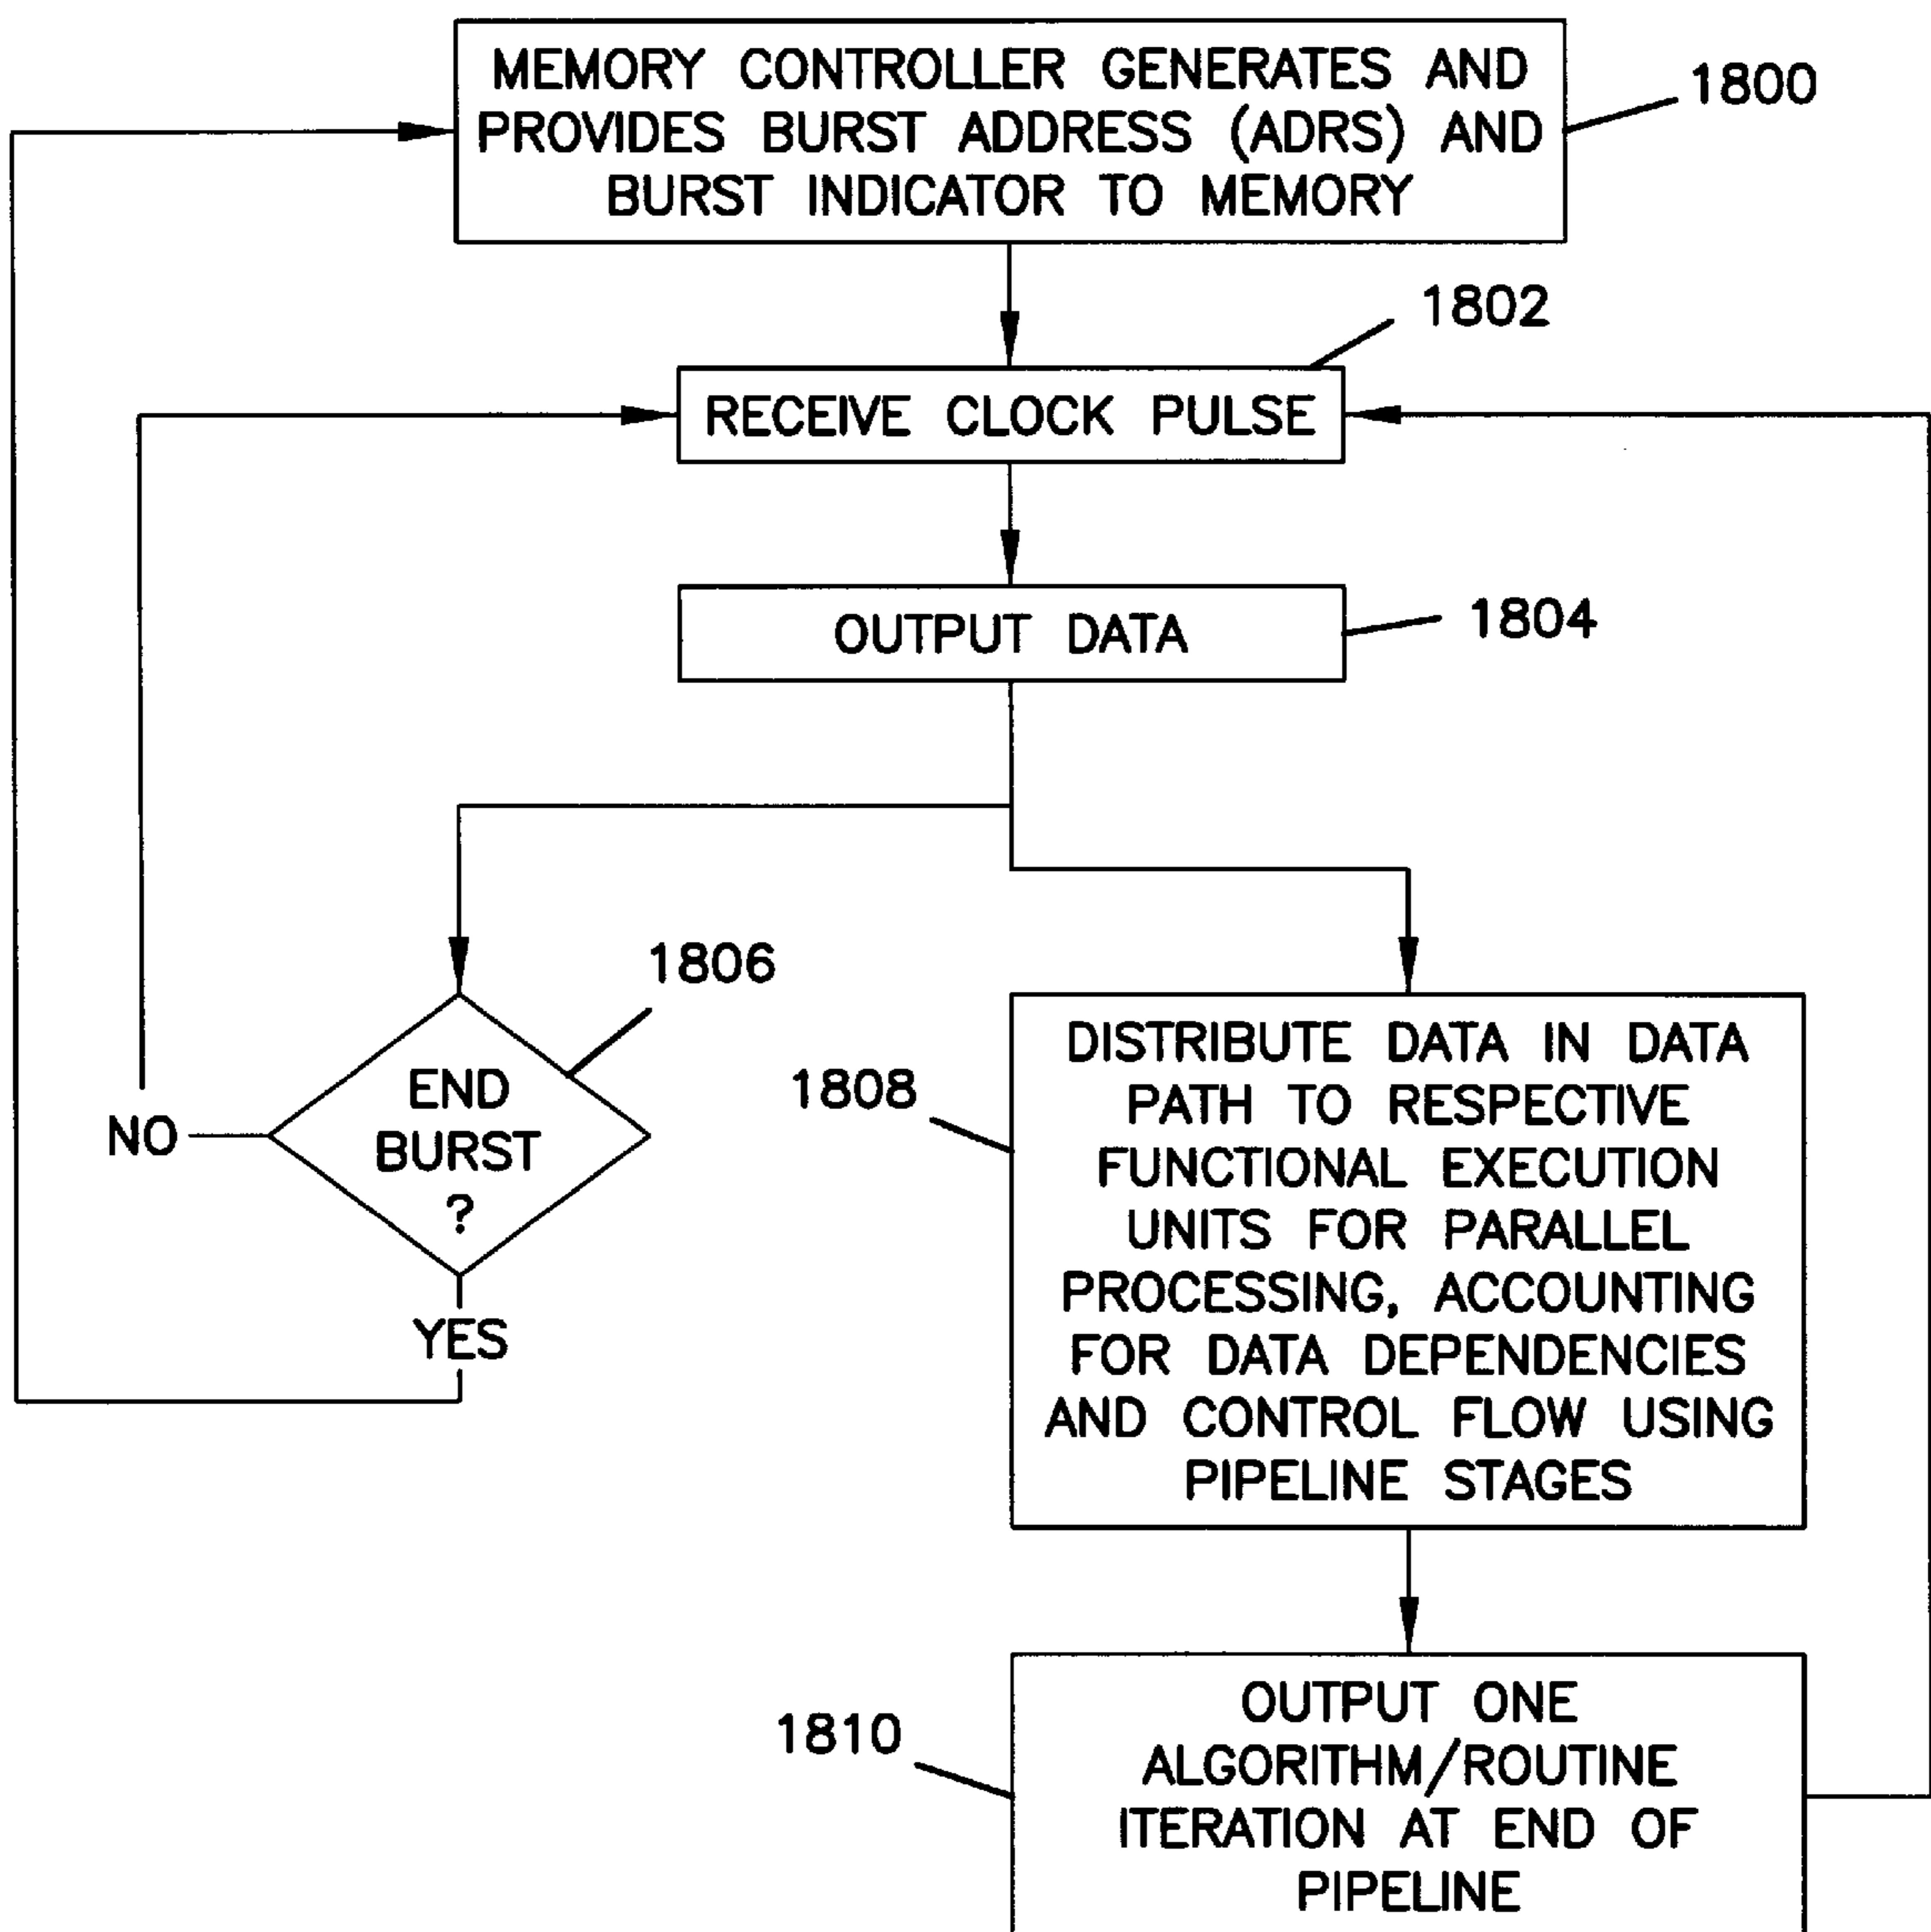 MEMORY CONTROLLER GENERATES AND
PROVIDES BURST ADDRESS (ADRS) AND
BURST INDICATOR TO MEMORY
1800
1802
RECEIVE CLOCK PULSE
OUTPUT DATA
1804
1806
END
BURST
?
NO
YES
1808
DISTRIBUTE DATA IN DATA
PATH TO RESPECTIVE
FUNCTIONAL EXECUTION
UNITS FOR PARALLEL
PROCESSING, ACCOUNTING
FOR DATA DEPENDENCIES
AND CONTROL FLOW USING
PIPELINE STAGES
1810
OUTPUT ONE
ALGORITHM/ROUTINE
ITERATION AT END OF
PIPELINE